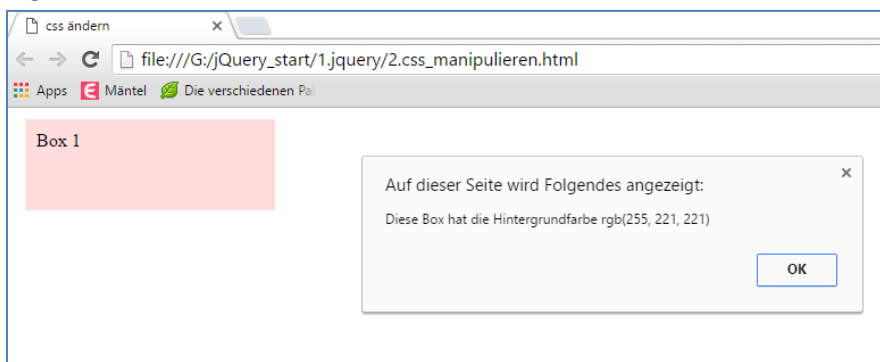 css ändern
file:///G:/jQuery_start/1.jquery/2.css_manipulieren.html
Apps Mäntel Die verschiedenen Pal
Box 1
Auf dieser Seite wird Folgendes angezeigt:
Diese Box hat die Hintergrundfarbe rgb(255, 221, 221)
OK